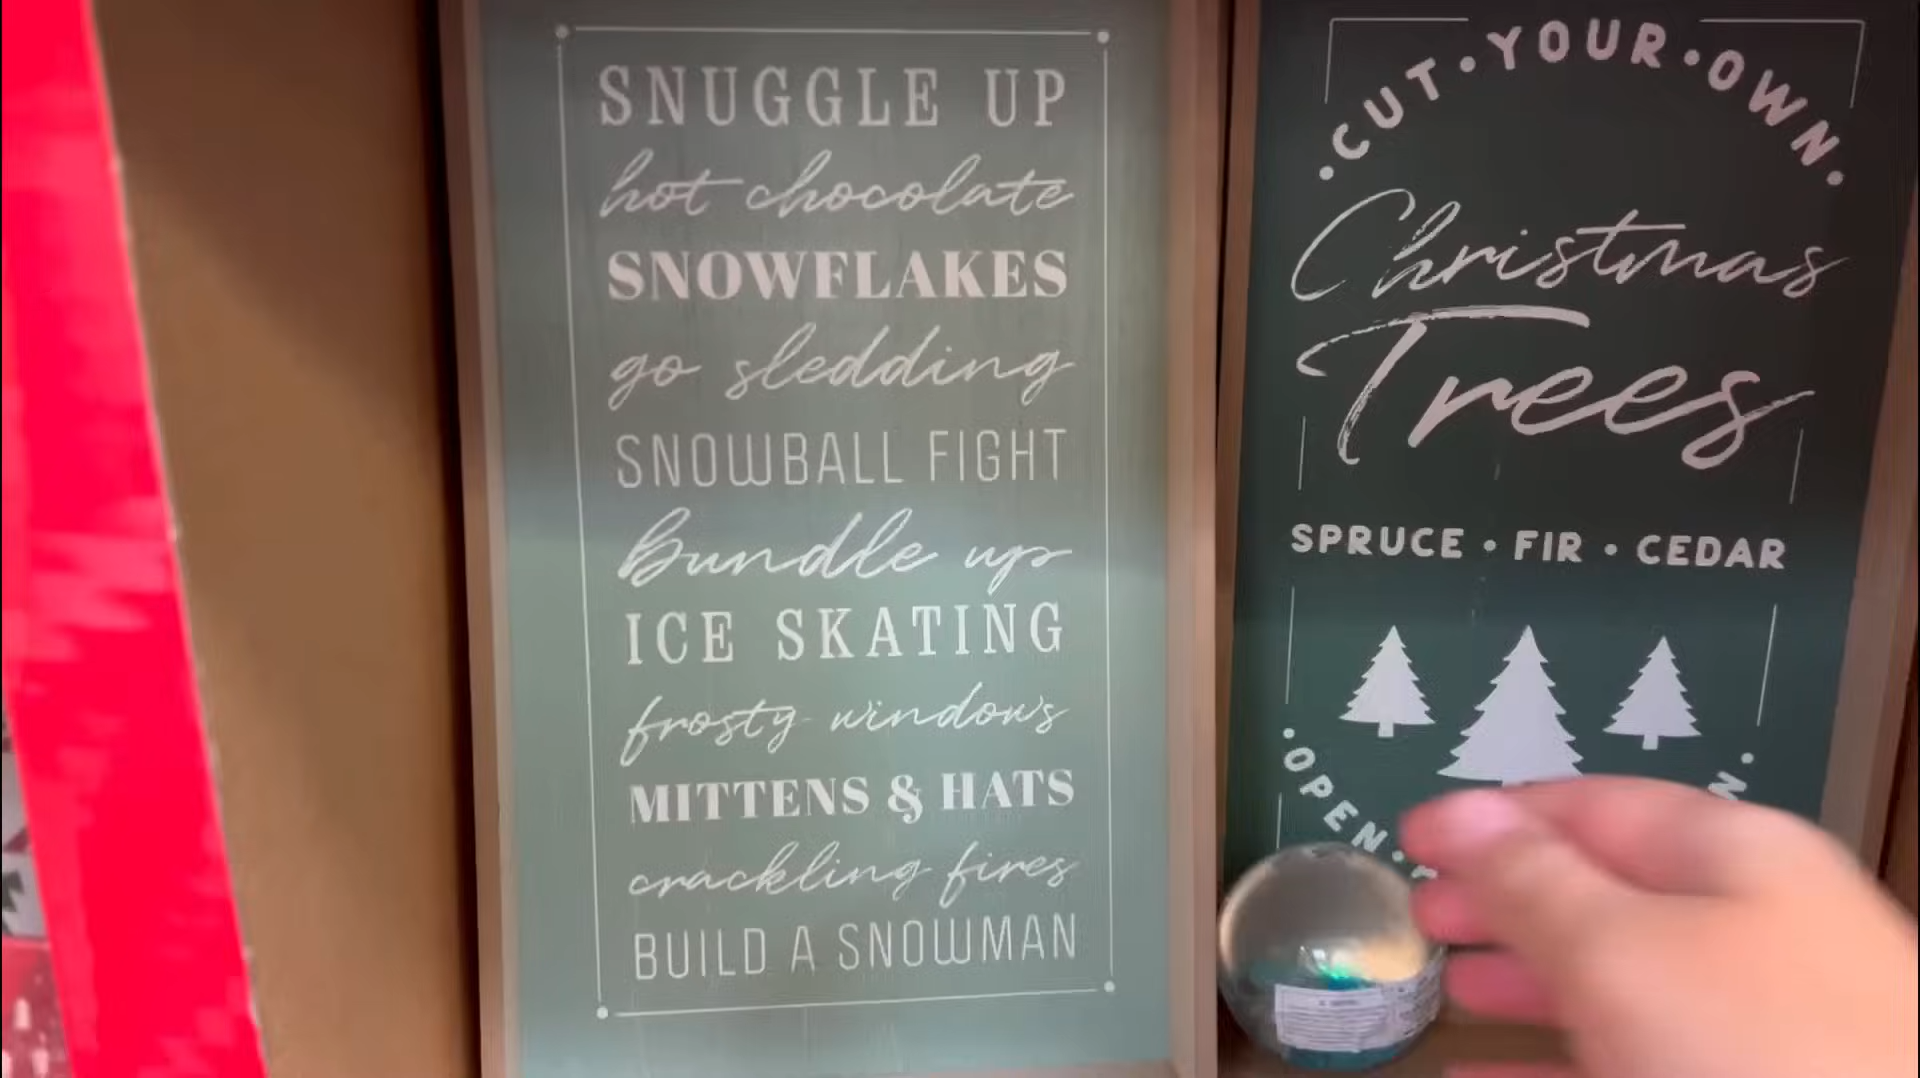 SNUGGLE UP
hot chocolate
SNOWFLAKES
go sledding
SNOWBALL FIGHT
bundle up
ICE SKATING
frosty windows
MITTENS & HATS
crackling fires
BUILD A SNOWMAN
·CUT·YOUR·OWN·
Christmas
Trees
SPRUCE · FIR · CEDAR
·OPEN·